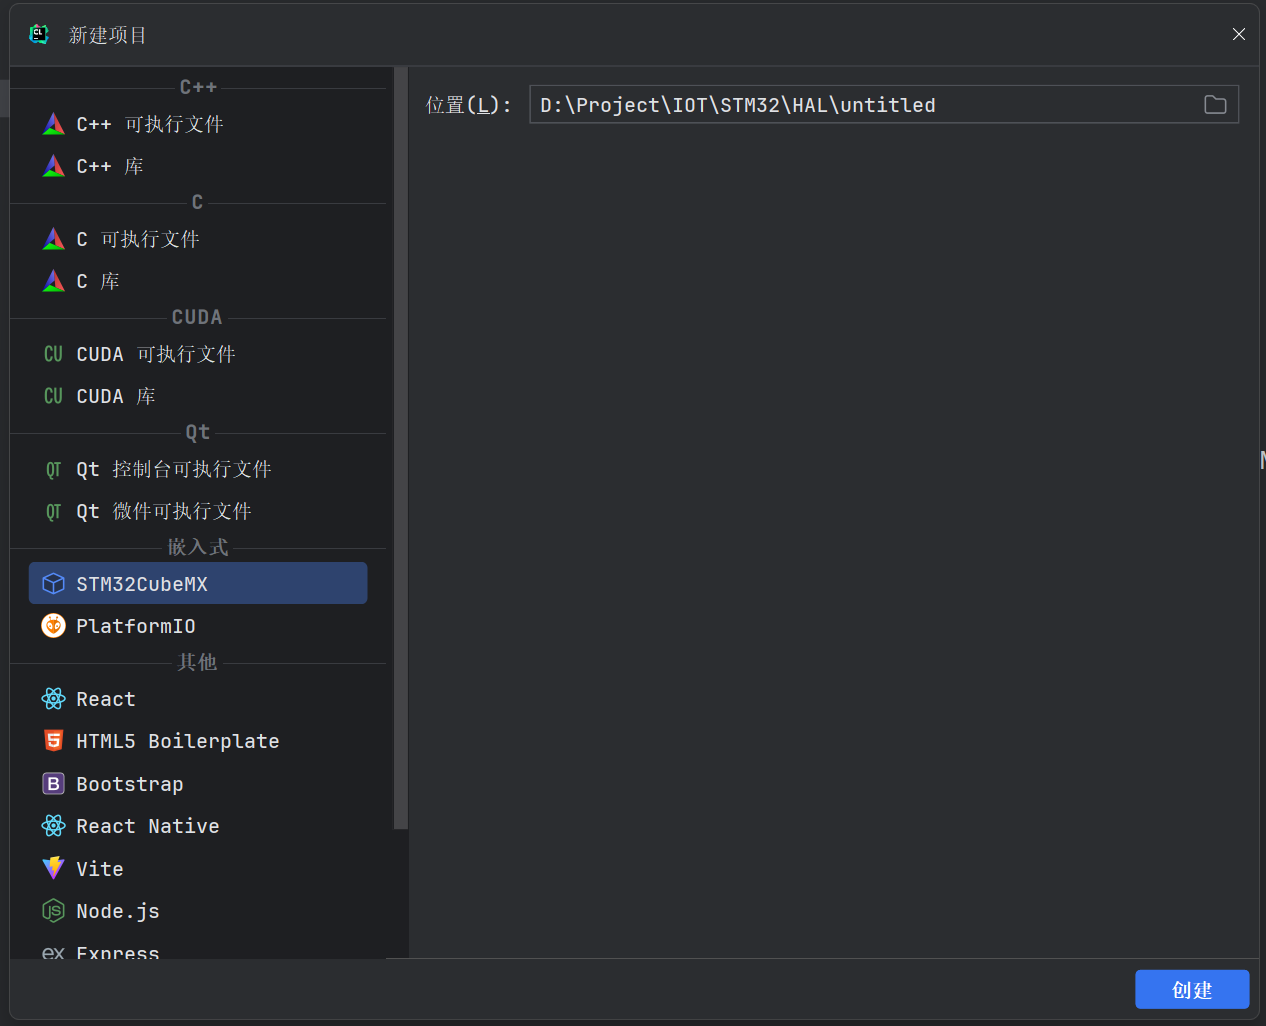 新建项目
C++
C++ 可执行文件
C++ 库
C
C 可执行文件
C 库
CUDA
CU CUDA 可执行文件
CU CUDA 库
Qt
QT Qt 控制台可执行文件
QT Qt 微件可执行文件
嵌入式
STM32CubeMX
PlatformIO
其他
React
HTML5 Boilerplate
B Bootstrap
React Native
Vite
Node.js
ex Express
位置(L): D:\Project\IOT\STM32\HAL\untitled
创建